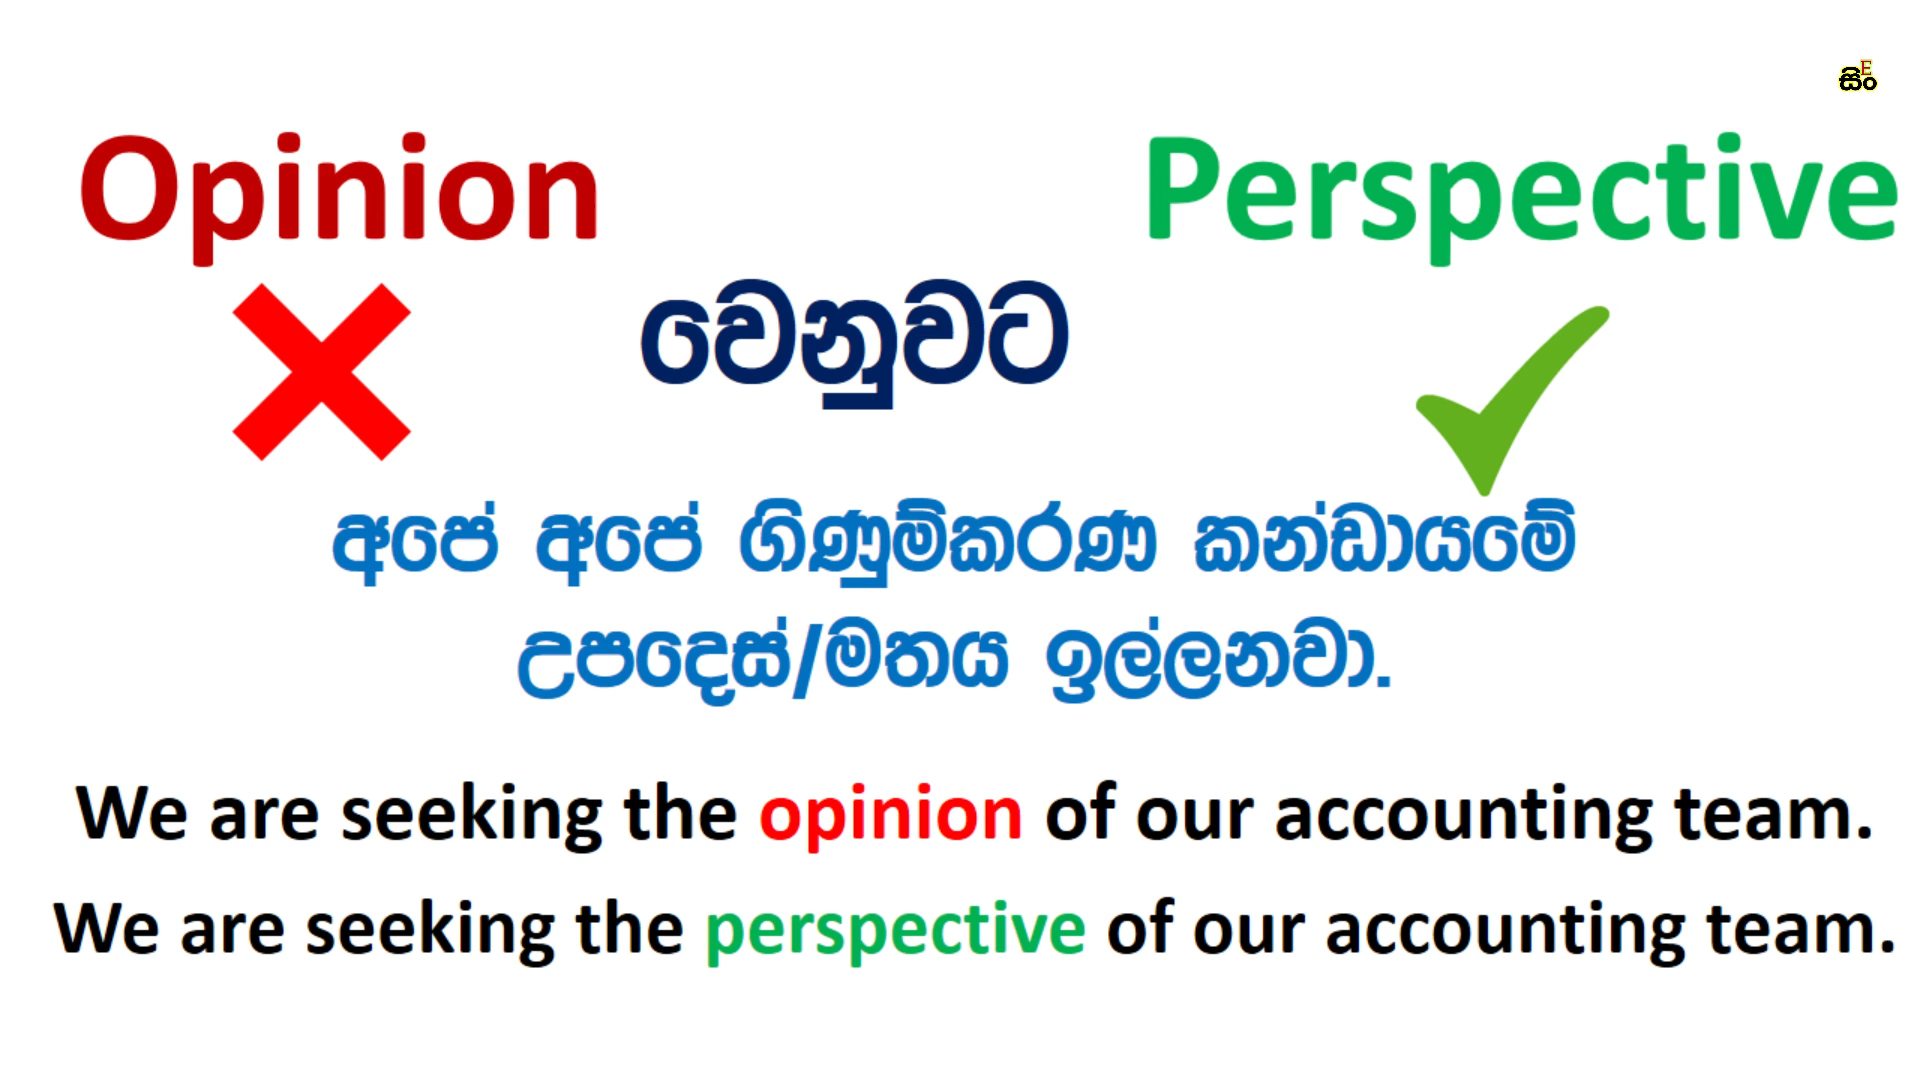 සිංE
Opinion
Perspective
වෙනුවට
අපේ අපේ ගිණුම්කරණ කන්ඩායමේ
උපදෙස්/මතය ඉල්ලනවා.
We are seeking the opinion of our accounting team.
We are seeking the perspective of our accounting team.